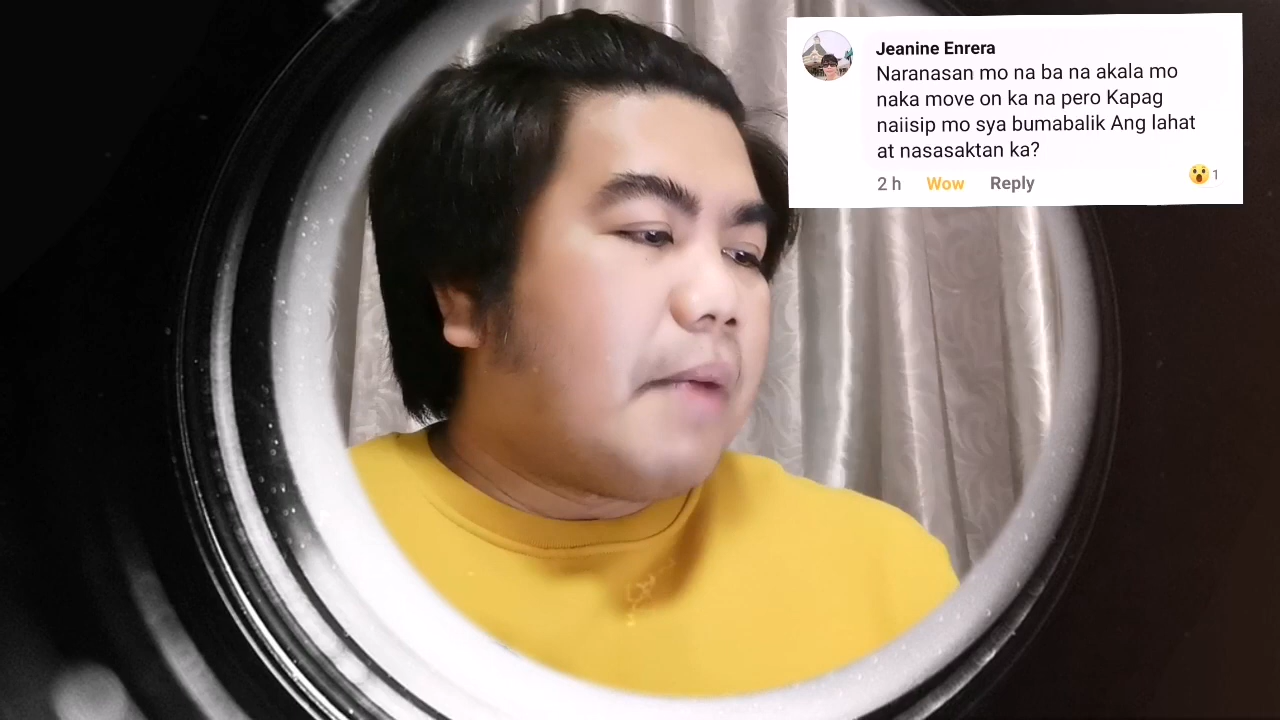 Jeanine Enrera
Naranasan mo na ba na akala mo
naka move on ka na pero Kapag
naiisip mo sya bumabalik Ang lahat
at nasasaktan ka?
2 h Wow Reply
1